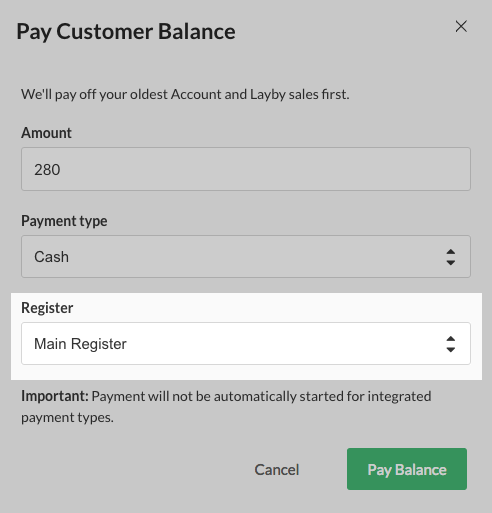 Pay Customer Balance
We'll pay off your oldest Account and Layby sales first.
Amount
280
Payment type
Cash
Register
Main Register
Important: Payment will not be automatically started for integrated
payment types.
Cancel
Pay Balance